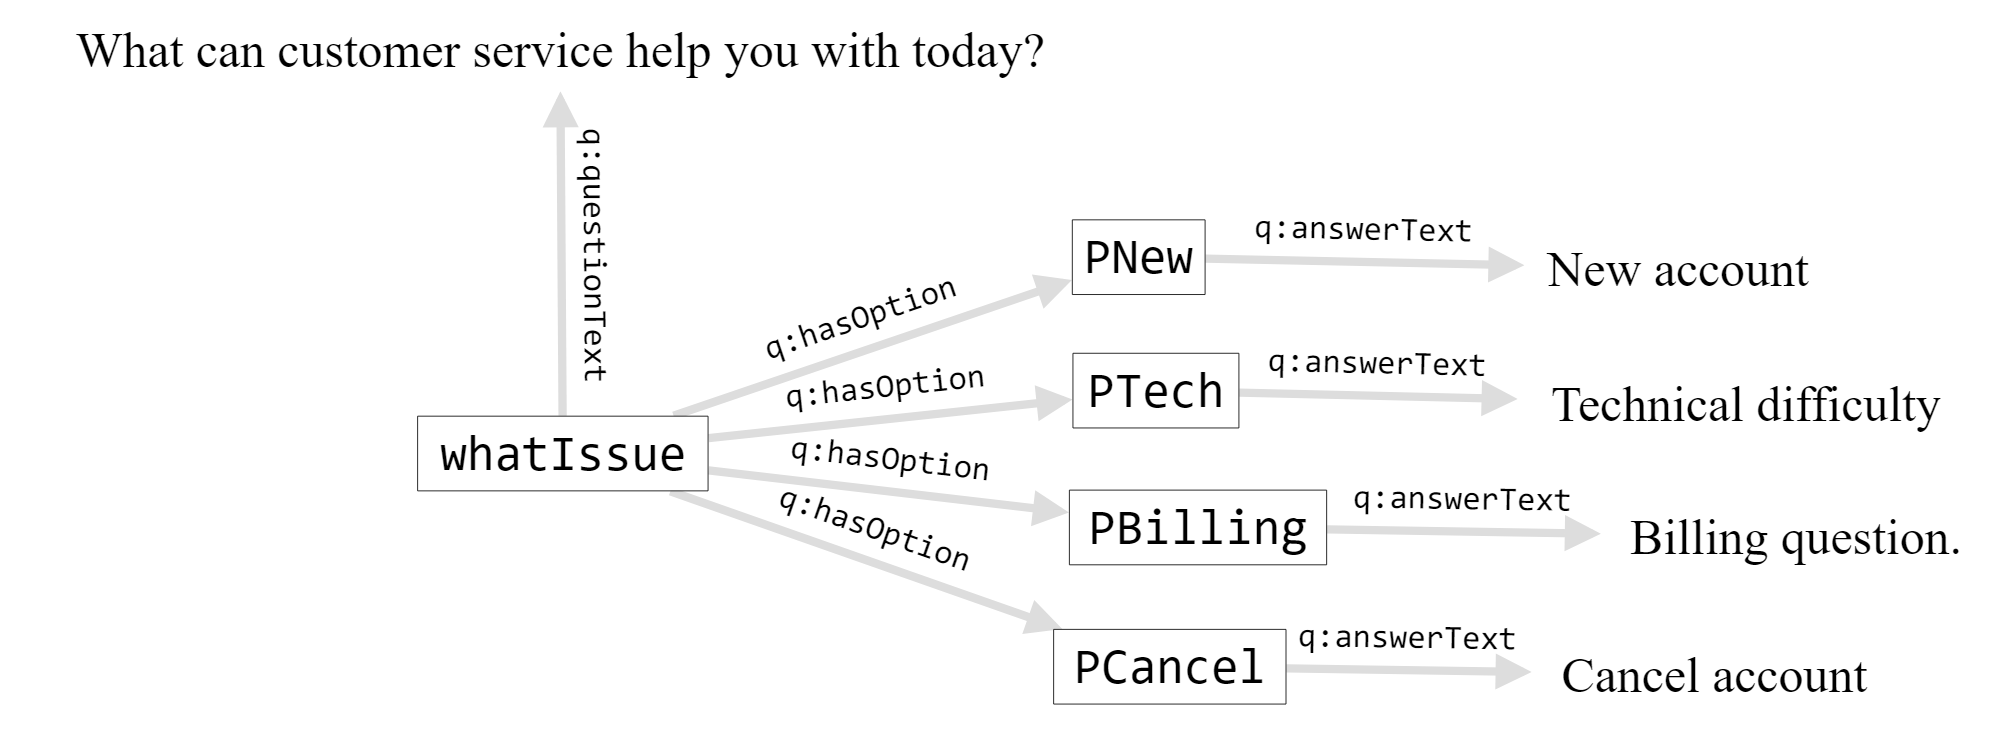 What can customer service help you with today?
q:questionText
whatIssue
q:hasOption
PNew
q:answerText
New account
q:hasOption
PTech
q:answerText
Technical difficulty
q:hasOption
PBilling
q:answerText
Billing question.
q:hasOption
PCancel
q:answerText
Cancel account